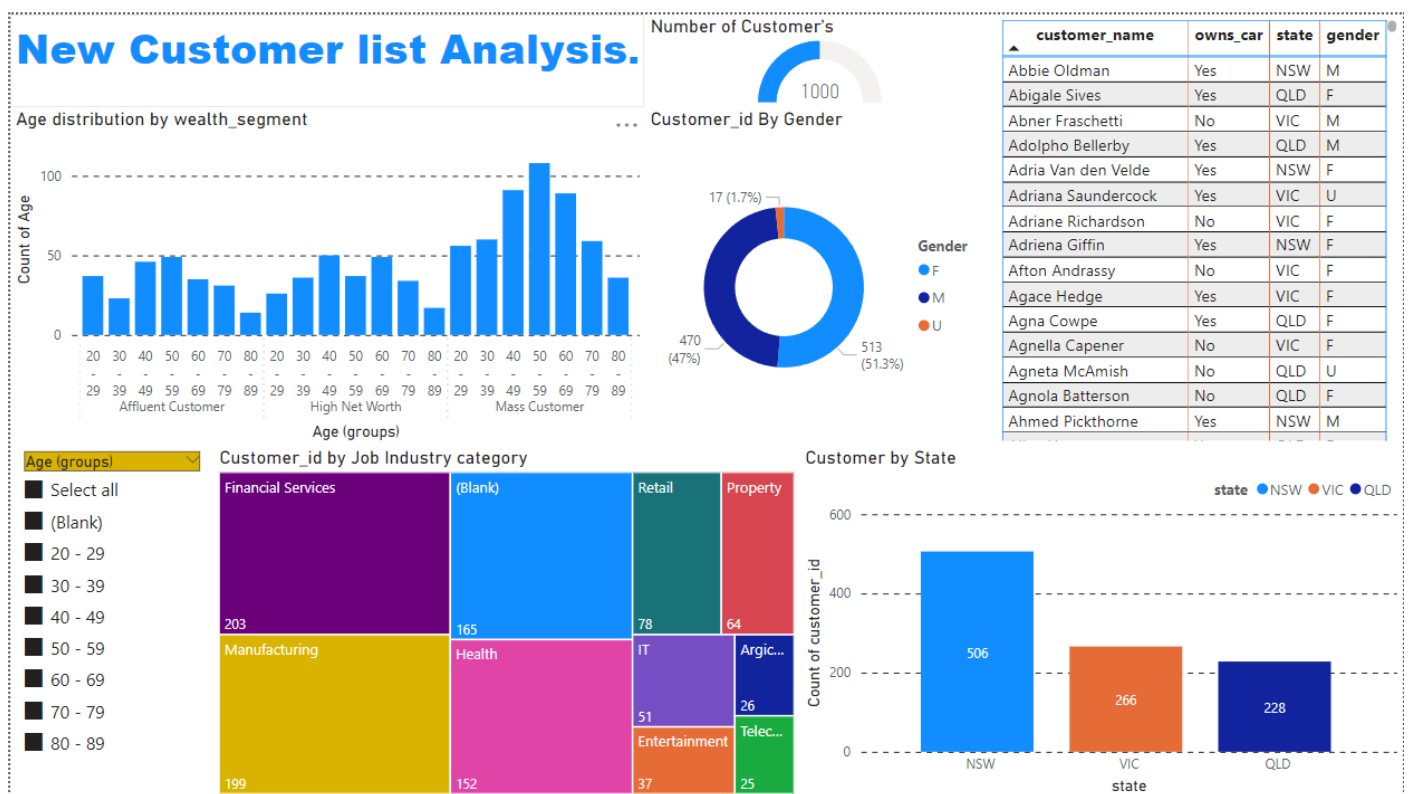 New Customer list Analysis.
Number of Customer's
1000
Age distribution by wealth_segment
...
Count of Age
100
50
0
20 - 29
30 - 39
40 - 49
50 - 59
60 - 69
70 - 79
80 - 89
20 - 29
30 - 39
40 - 49
50 - 59
60 - 69
70 - 79
80 - 89
20 - 29
30 - 39
40 - 49
50 - 59
60 - 69
70 - 79
80 - 89
Affluent Customer High Net Worth Mass Customer
Age (groups)
Customer_id By Gender
17 (1.7%)
470 (47%)
513 (51.3%)
Gender
F
M
U
customer_name owns_car state gender
Abbie Oldman Yes NSW M
Abigale Sives Yes QLD F
Abner Fraschetti No VIC M
Adolpho Bellerby Yes QLD M
Adria Van den Velde Yes NSW F
Adriana Saundercock Yes VIC U
Adriane Richardson No VIC F
Adriena Giffin Yes NSW F
Afton Andrassy No VIC F
Agace Hedge Yes VIC F
Agna Cowpe Yes QLD F
Agnella Capener No VIC F
Agneta McAmish No QLD U
Agnola Batterson No QLD F
Ahmed Pickthorne Yes NSW M
Age (groups)
Select all
(Blank)
20 - 29
30 - 39
40 - 49
50 - 59
60 - 69
70 - 79
80 - 89
Customer_id by Job Industry category
Financial Services
203
Manufacturing
199
(Blank)
165
Health
152
Retail
78
Property
64
IT
51
Entertainment
37
Argic...
26
Telec...
25
Customer by State
state NSW VIC QLD
Count of customer_id
600
400
200
0
506
266
228
NSW VIC QLD
state